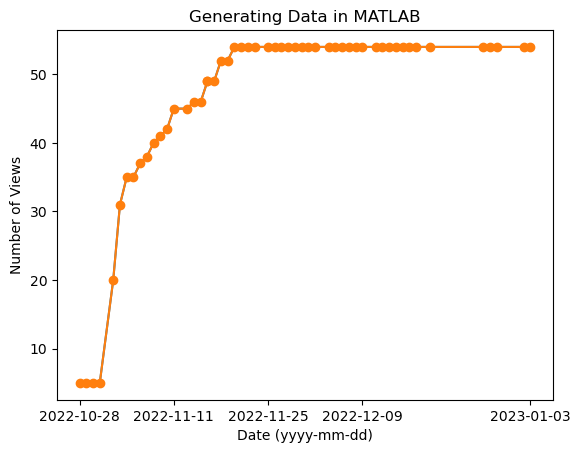 Generating Data in MATLAB
Number of Views
50
40
30
20
10
2022-10-28 2022-11-11 2022-11-25 2022-12-09 2023-01-03
Date (yyyy-mm-dd)